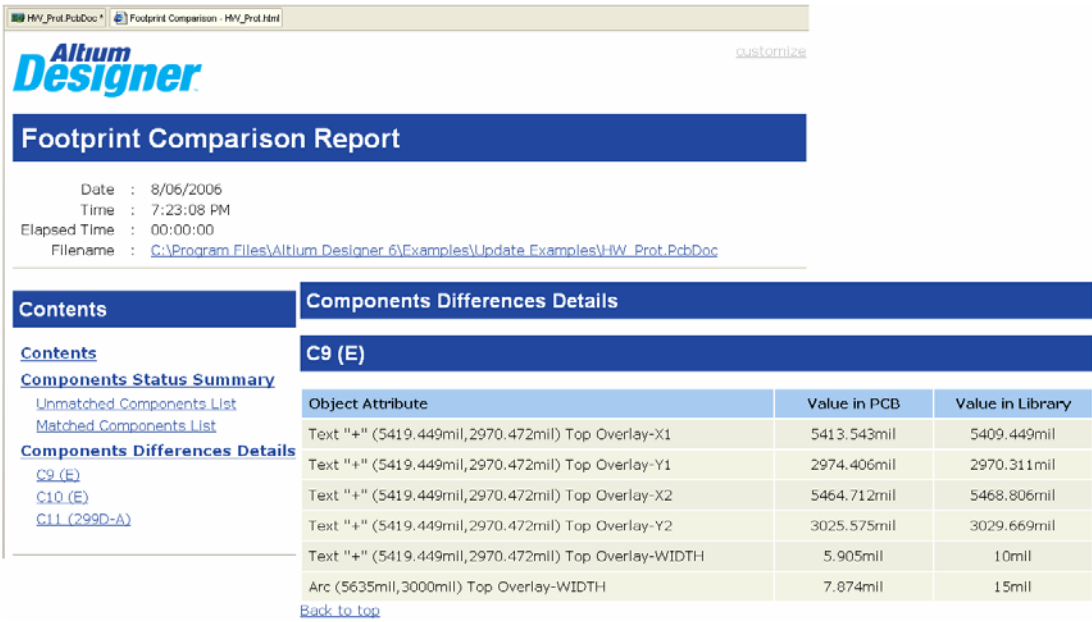 HW_Prot.PcbDoc * Footprint Comparison - HW_Prot.html
Altium
Designer
customize
Footprint Comparison Report
Date : 8/06/2006
Time : 7:23:08 PM
Elapsed Time : 00:00:00
Filename : C:\Program Files\Altium Designer 6\Examples\Update Examples\HW_Prot.PcbDoc
Contents
Contents
Components Status Summary
Unmatched Components List
Matched Components List
Components Differences Details
C9 (E)
C10 (E)
C11 (299D-A)
Components Differences Details
C9 (E)
Object Attribute Value in PCB Value in Library
Text "+" (5419.449mil,2970.472mil) Top Overlay-X1 5413.543mil 5409.449mil
Text "+" (5419.449mil,2970.472mil) Top Overlay-Y1 2974.406mil 2970.311mil
Text "+" (5419.449mil,2970.472mil) Top Overlay-X2 5464.712mil 5468.806mil
Text "+" (5419.449mil,2970.472mil) Top Overlay-Y2 3025.575mil 3029.669mil
Text "+" (5419.449mil,2970.472mil) Top Overlay-WIDTH 5.905mil 10mil
Arc (5635mil,3000mil) Top Overlay-WIDTH 7.874mil 15mil
Back to top